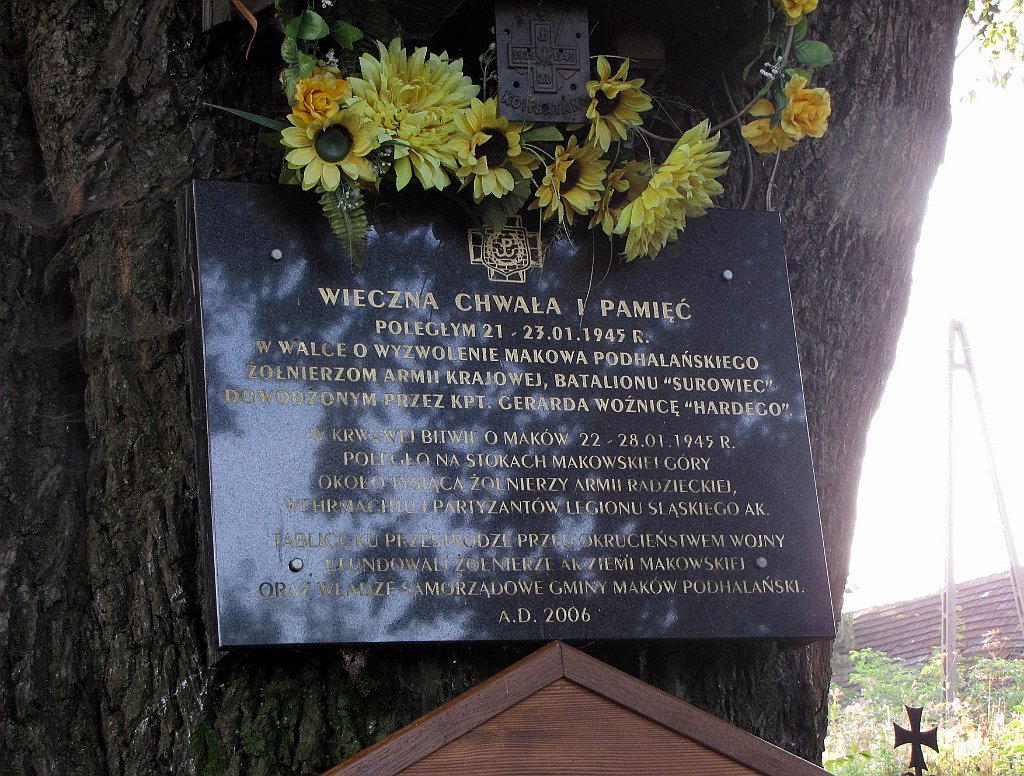 WIECZNA CHWAŁA I PAMIĘĆ
POLEGŁYM 21 - 23.01.1945 R.
W WALCE O WYZWOLENIE MAKOWA PODHALAŃSKIEGO
ŻOŁNIERZOM ARMII KRAJOWEJ, BATALIONU "SUROWIEC"
DOWODZONYM PRZEZ KPT. GERARDA WOŹNICĘ "HARDEGO".
W KRWAWEJ BITWIE O MAKÓW 22 - 28.01.1945 R.
POLEGŁO NA STOKACH MAKOWSKIEJ GÓRY
OKOŁO TYSIĄCA ŻOŁNIERZY ARMII RADZIECKIEJ,
WEHRMACHTU I PARTYZANTÓW LEGIONU ŚLĄSKIEGO AK.
TABLICĘ KU PRZESTRODZE PRZED OKRUCIEŃSTWEM WOJNY
UFUNDOWALI ŻOŁNIERZE AK ZIEMI MAKOWSKIEJ
ORAZ WŁADZE SAMORZĄDOWE GMINY MAKÓW PODHALAŃSKI.
A.D. 2006